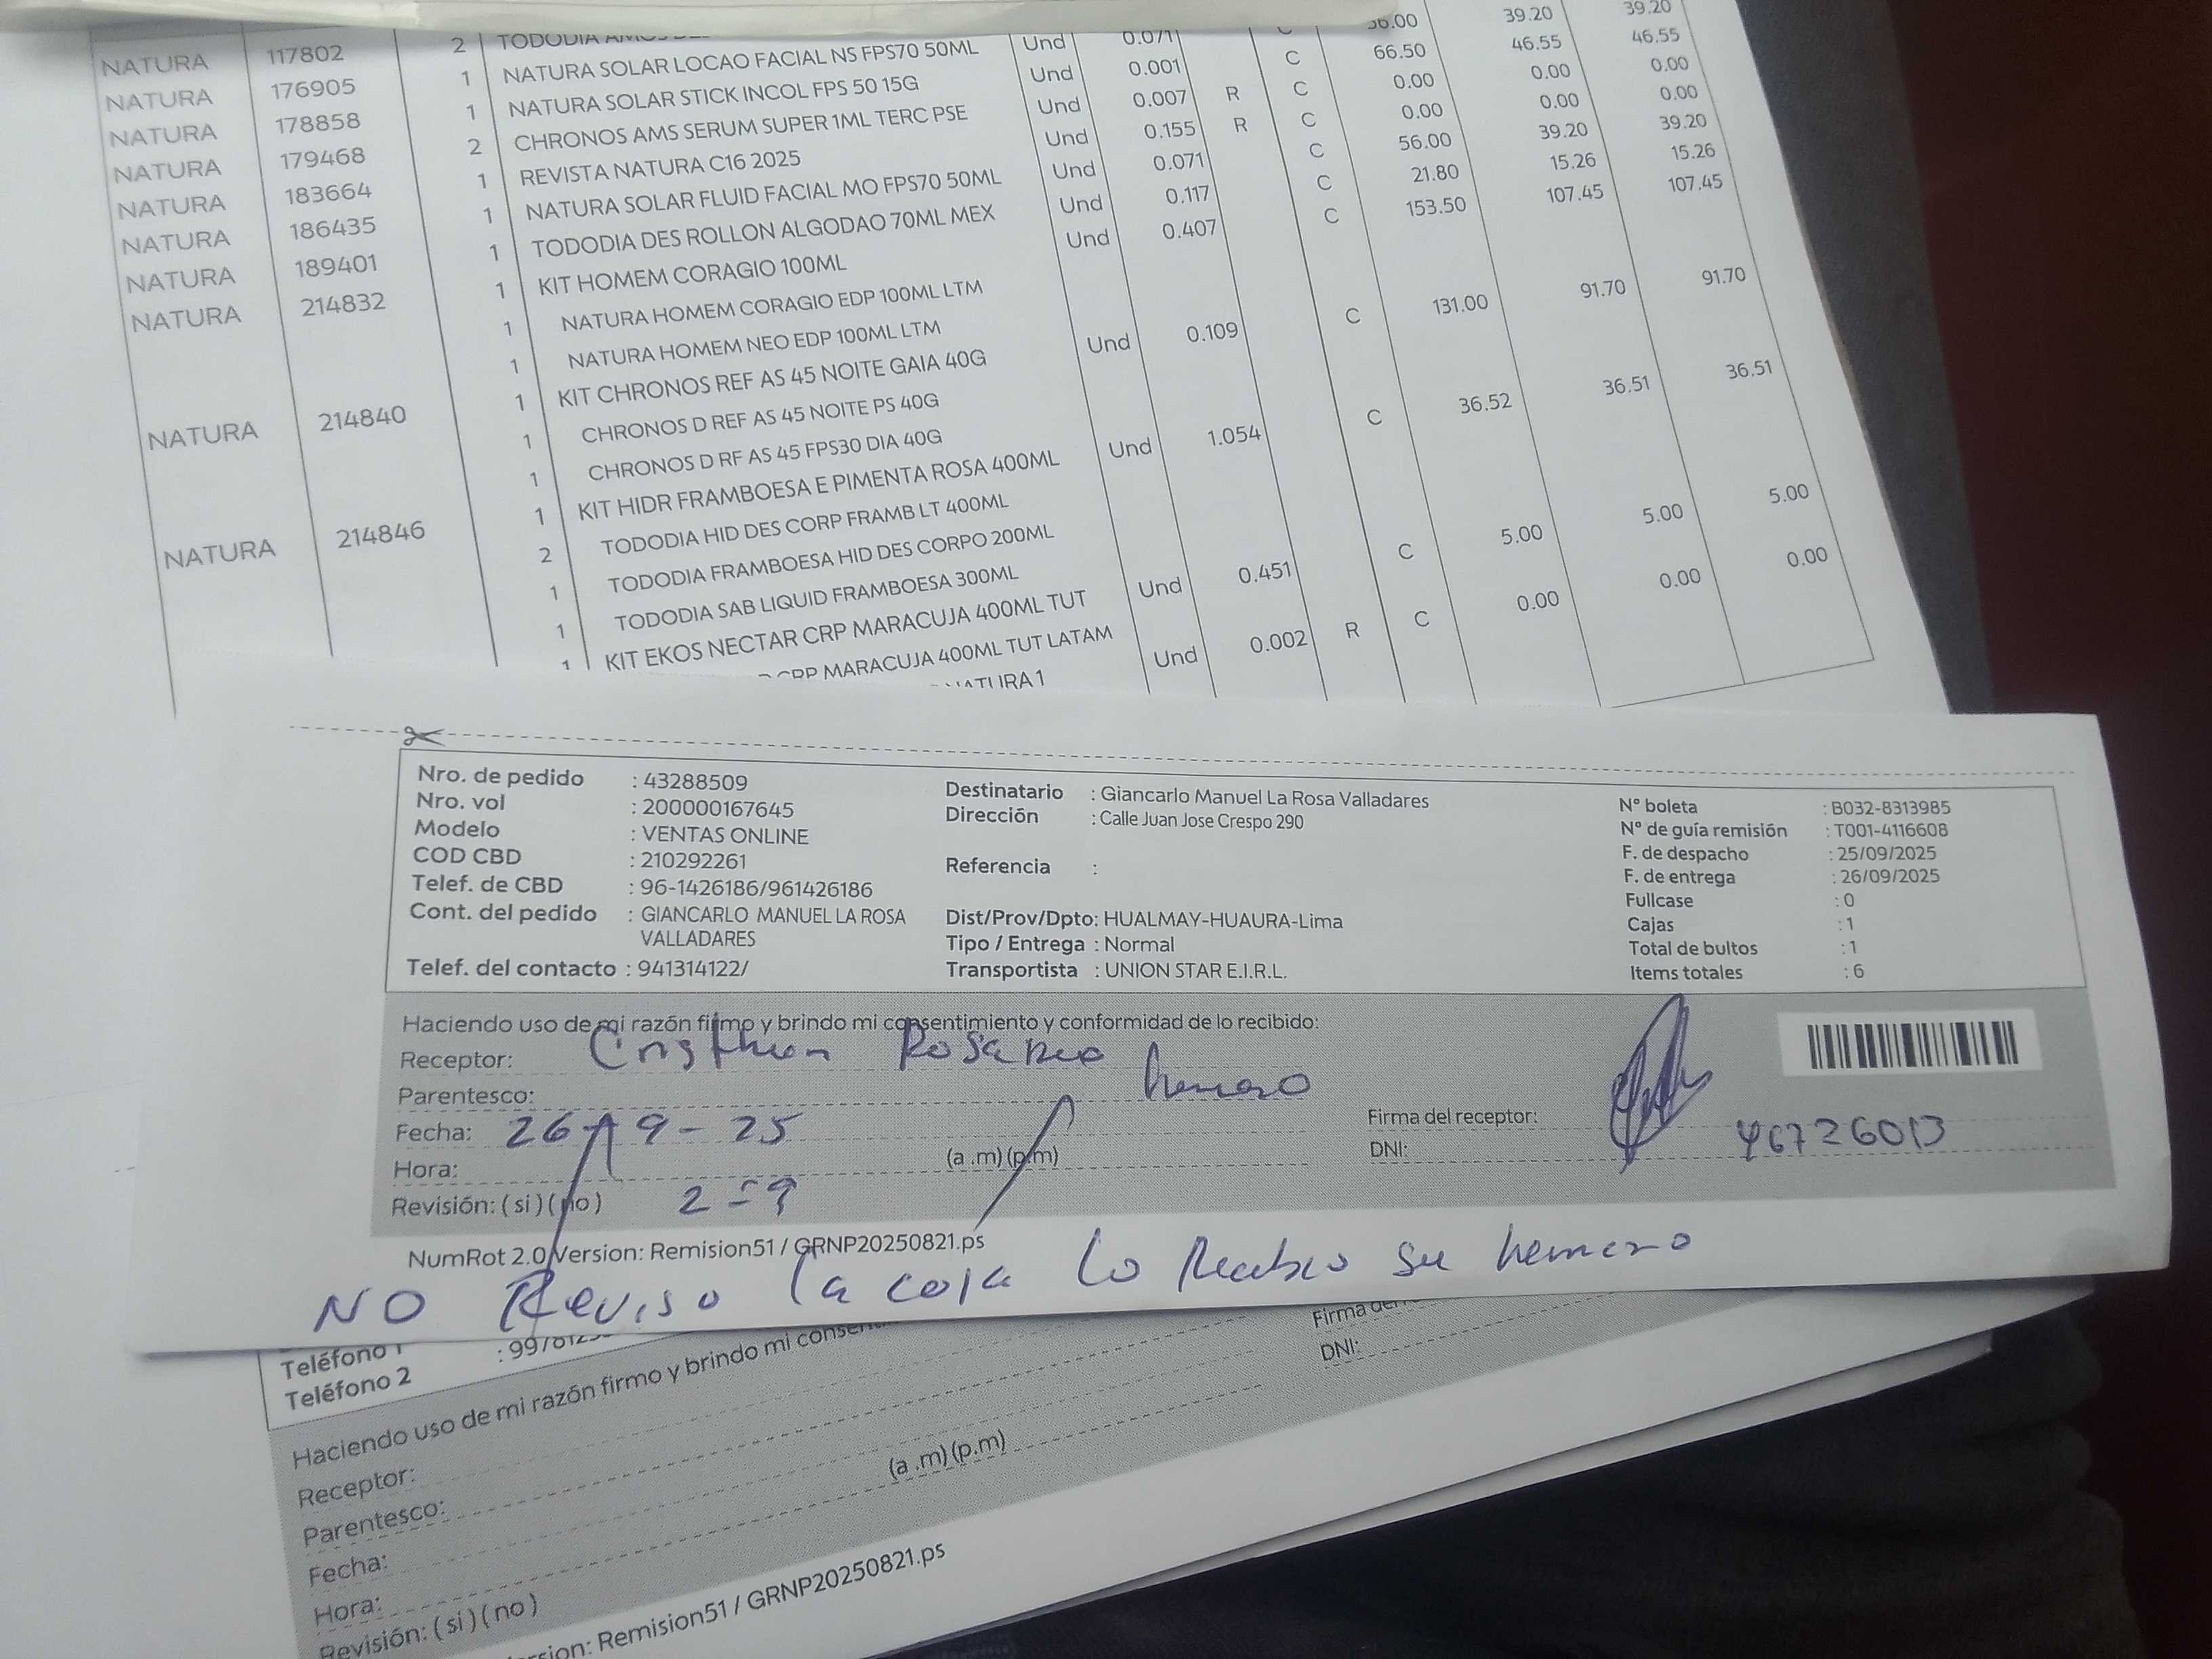 NATURA 117802 2 TODODIA 0.071 C 56.00 39.20 39.20
NATURA 176905 1 NATURA SOLAR LOCAO FACIAL NS FPS70 50ML Und 0.001 C 66.50 46.55 46.55
NATURA 178858 1 NATURA SOLAR STICK INCOL FPS 50 15G Und 0.007 R C 0.00 0.00 0.00
NATURA 179468 2 CHRONOS AMS SERUM SUPER 1ML TERC PSE Und 0.155 R C 0.00 0.00 0.00
NATURA 183664 1 REVISTA NATURA C16 2025 Und 0.071 C 56.00 39.20 39.20
NATURA 186435 1 NATURA SOLAR FLUID FACIAL MO FPS70 50ML Und 0.117 C 21.80 15.26 15.26
NATURA 189401 1 TODODIA DES ROLLON ALGODAO 70ML MEX Und 0.407 C 153.50 107.45 107.45
NATURA 214832 1 KIT HOMEM CORAGIO 100ML Und
1 NATURA HOMEM CORAGIO EDP 100ML LTM
1 NATURA HOMEM NEO EDP 100ML LTM
NATURA 214840 1 KIT CHRONOS REF AS 45 NOITE GAIA 40G Und 0.109 C 131.00 91.70 91.70
1 CHRONOS D REF AS 45 NOITE PS 40G
1 CHRONOS D RF AS 45 FPS30 DIA 40G
NATURA 214846 1 KIT HIDR FRAMBOESA E PIMENTA ROSA 400ML Und 1.054 C 36.52 36.51 36.51
2 TODODIA HID DES CORP FRAMB LT 400ML
1 TODODIA FRAMBOESA HID DES CORPO 200ML
1 TODODIA SAB LIQUID FRAMBOESA 300ML
1 KIT EKOS NECTAR CRP MARACUJA 400ML TUT Und 0.451 C 5.00 5.00 5.00
CRP MARACUJA 400ML TUT LATAM
NATURA 1 Und 0.002 R C 0.00 0.00 0.00
Nro. de pedido : 43288509
Nro. vol : 200000167645
Modelo : VENTAS ONLINE
COD CBD : 210292261
Telef. de CBD : 96-1426186/961426186
Cont. del pedido : GIANCARLO MANUEL LA ROSA
VALLADARES
Telef. del contacto : 941314122/
Destinatario : Giancarlo Manuel La Rosa Valladares
Dirección : Calle Juan Jose Crespo 290
Referencia :
Dist/Prov/Dpto: HUALMAY-HUAURA-Lima
Tipo / Entrega : Normal
Transportista : UNION STAR E.I.R.L.
N° boleta : B032-8313985
N° de guía remisión : T001-4116608
F. de despacho : 25/09/2025
F. de entrega : 26/09/2025
Fullcase : 0
Cajas : 1
Total de bultos : 1
Items totales : 6
Haciendo uso de mi razón firmo y brindo mi consentimiento y conformidad de lo recibido:
Receptor: Cristhian
Parentesco: hermano
Fecha: 26-9-25
Hora: (a .m) (p.m)
Revisión: ( si ) ( no )
Firma del receptor:
DNI: 46726013
NumRot 2.0 Version: Remision51 / GRNP20250821.ps
NO Reviso la caja lo Recibio su hermano
Teléfono 1
Teléfono 2
Haciendo uso de mi razón firmo y brindo mi
Receptor:
Parentesco:
Fecha:
Hora: (a .m) (p.m)
Revisión: ( si ) ( no )
DNI:
Remision51 / GRNP20250821.ps